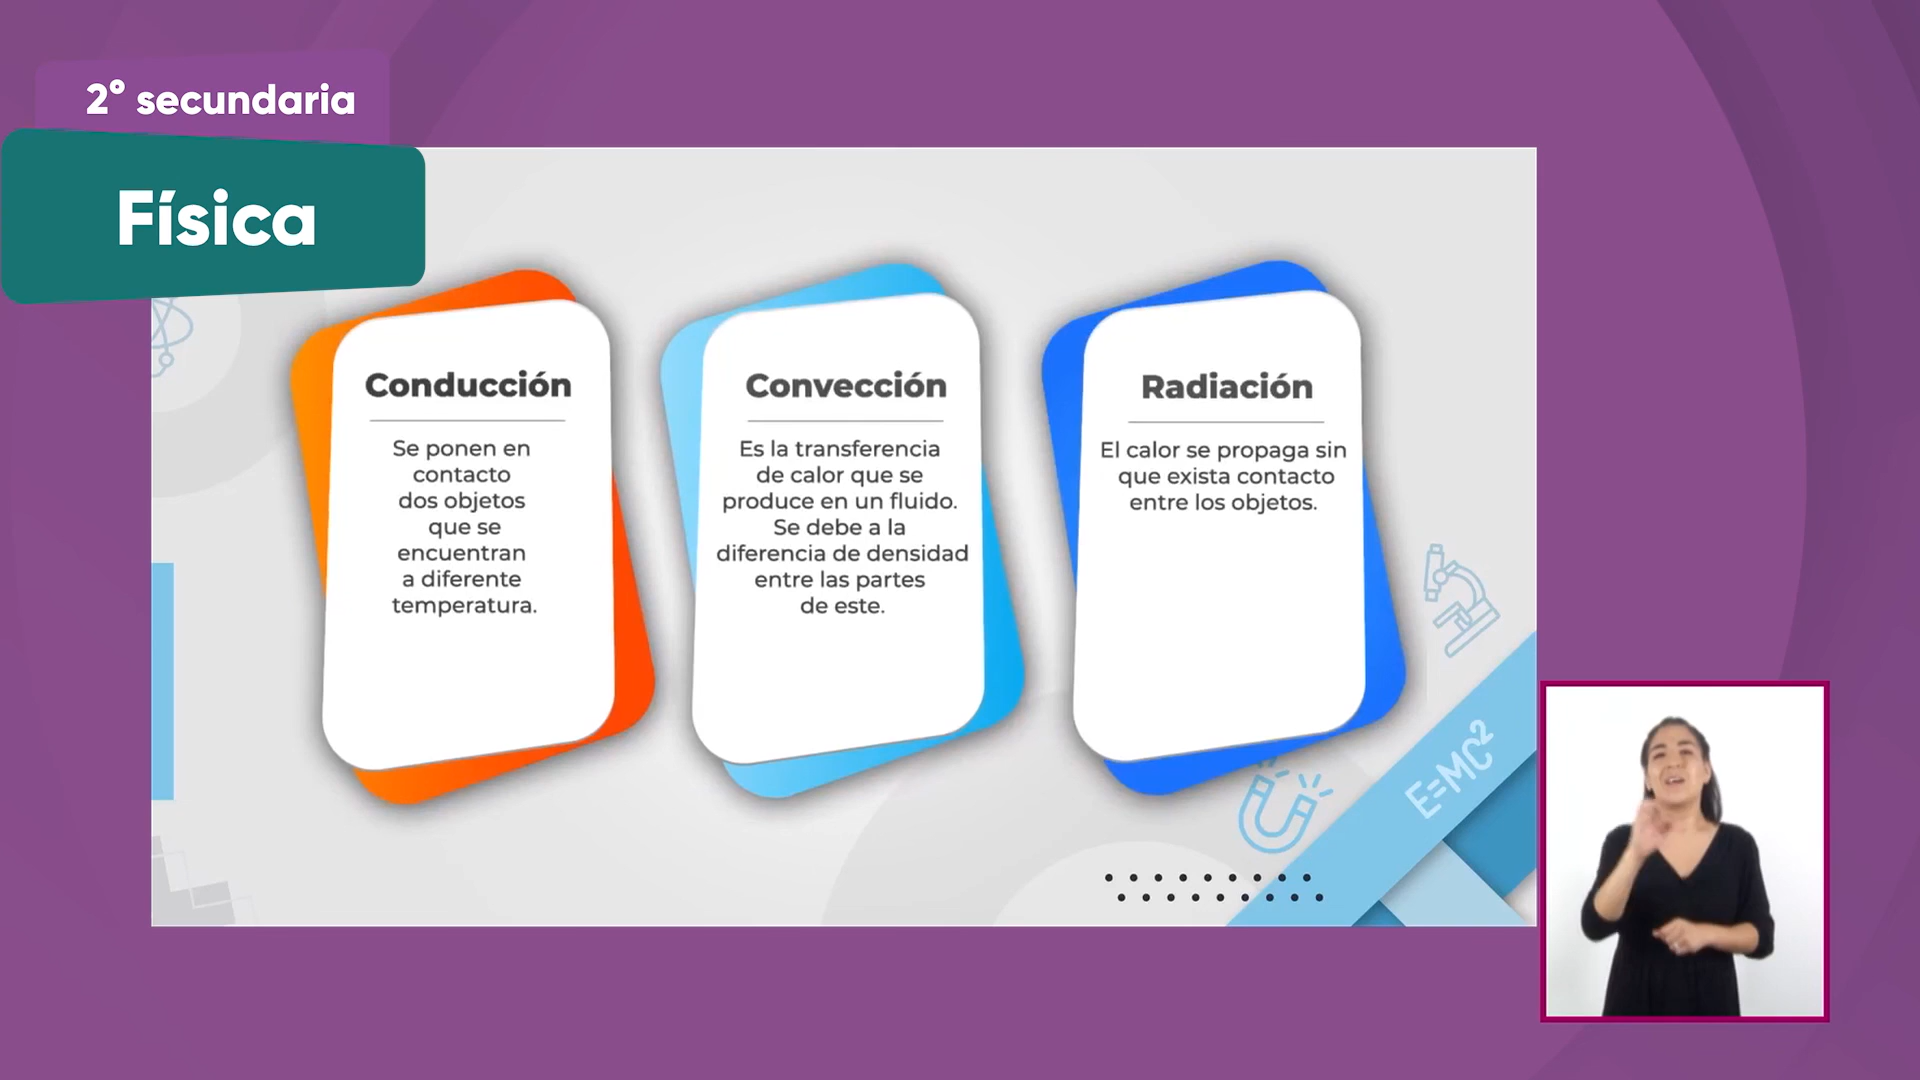 2° secundaria
Física
Conducción
Se ponen en
contacto
dos objetos
que se
encuentran
a diferente
temperatura.
Convección
Es la transferencia
de calor que se
produce en un fluido.
Se debe a la
diferencia de densidad
entre las partes
de este.
Radiación
El calor se propaga sin
que exista contacto
entre los objetos.
E=MC²